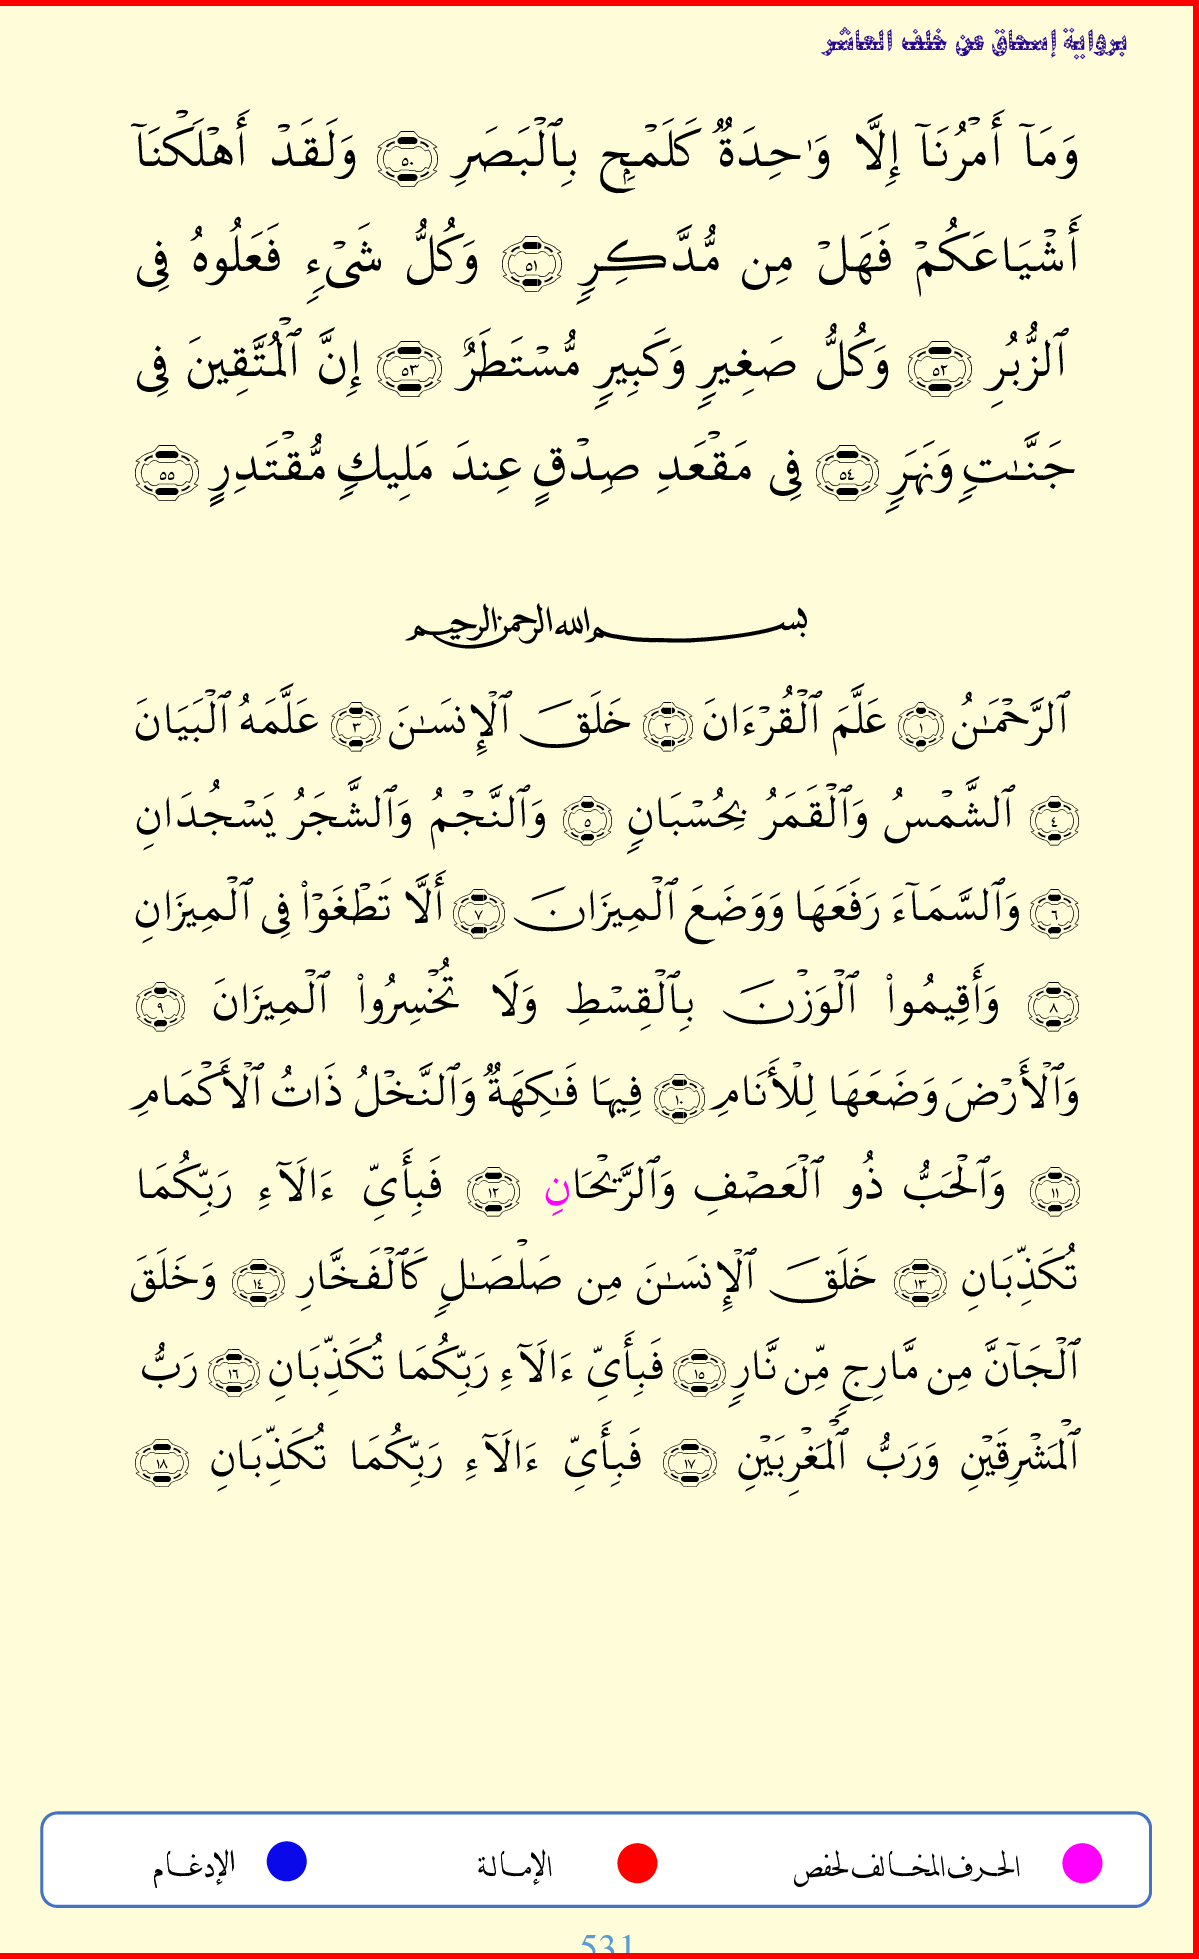 برواية إسحاق عن خلف العاشر
وَمَآ أَمۡرُنَآ إِلَّا وَٰحِدَةٞ كَلَمۡحِۭ بِٱلۡبَصَرِ ٥٠ وَلَقَدۡ أَهۡلَكۡنَآ
أَشۡيَاعَكُمۡ فَهَلۡ مِن مُّدَّكِرٖ ٥١ وَكُلُّ شَيۡءٖ فَعَلُوهُ فِي
ٱلزُّبُرِ ٥٢ وَكُلُّ صَغِيرٖ وَكَبِيرٖ مُّسۡتَطَرٌ ٥٣ إِنَّ ٱلۡمُتَّقِينَ فِي
جَنَّٰتٖ وَنَهَرٖ ٥٤ فِي مَقۡعَدِ صِدۡقٍ عِندَ مَلِيكٖ مُّقۡتَدِرِۭ ٥٥
بسم الله الرحمن الرحيم
ٱلرَّحۡمَٰنُ ١ عَلَّمَ ٱلۡقُرۡءَانَ ٢ خَلَقَ ٱلۡإِنسَٰنَ ٣ عَلَّمَهُ ٱلۡبَيَانَ
٤ ٱلشَّمۡسُ وَٱلۡقَمَرُ بِحُسۡبَانٖ ٥ وَٱلنَّجۡمُ وَٱلشَّجَرُ يَسۡجُدَانِ
٦ وَٱلسَّمَآءَ رَفَعَهَا وَوَضَعَ ٱلۡمِيزَانَ ٧ أَلَّا تَطۡغَوۡاْ فِي ٱلۡمِيزَانِ
٨ وَأَقِيمُواْ ٱلۡوَزۡنَ بِٱلۡقِسۡطِ وَلَا تُخۡسِرُواْ ٱلۡمِيزَانَ ٩
وَٱلۡأَرۡضَ وَضَعَهَا لِلۡأَنَامِ ١٠ فِيهَا فَٰكِهَةٞ وَٱلنَّخۡلُ ذَاتُ ٱلۡأَكۡمَامِ
١١ وَٱلۡحَبُّ ذُو ٱلۡعَصۡفِ وَٱلرَّيۡحَانِ ١٢ فَبِأَيِّ ءَالَآءِ رَبِّكُمَا
تُكَذِّبَانِ ١٣ خَلَقَ ٱلۡإِنسَٰنَ مِن صَلۡصَٰلٖ كَٱلۡفَخَّارِ ١٤ وَخَلَقَ
ٱلۡجَآنَّ مِن مَّارِجٖ مِّن نَّارٖ ١٥ فَبِأَيِّ ءَالَآءِ رَبِّكُمَا تُكَذِّبَانِ ١٦ رَبُّ
ٱلۡمَشۡرِقَيۡنِ وَرَبُّ ٱلۡمَغۡرِبَيۡنِ ١٧ فَبِأَيِّ ءَالَآءِ رَبِّكُمَا تُكَذِّبَانِ ١٨
الحرف المخالف لحفص الإمالة الإدغام
531